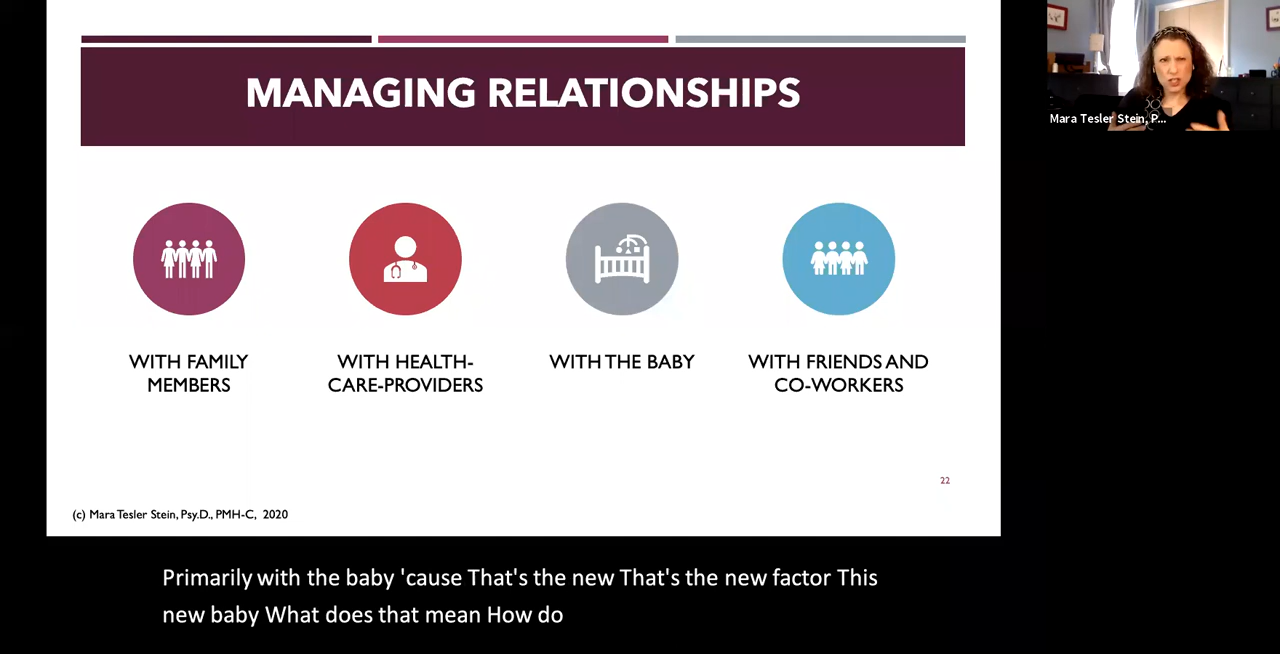 MANAGING RELATIONSHIPS
Mara Tesler Stein, P...
WITH FAMILY
MEMBERS
WITH HEALTH-
CARE-PROVIDERS
WITH THE BABY
WITH FRIENDS AND
CO-WORKERS
22
(c) Mara Tesler Stein, Psy.D., PMH-C, 2020
Primarily with the baby 'cause That's the new That's the new factor This
new baby What does that mean How do